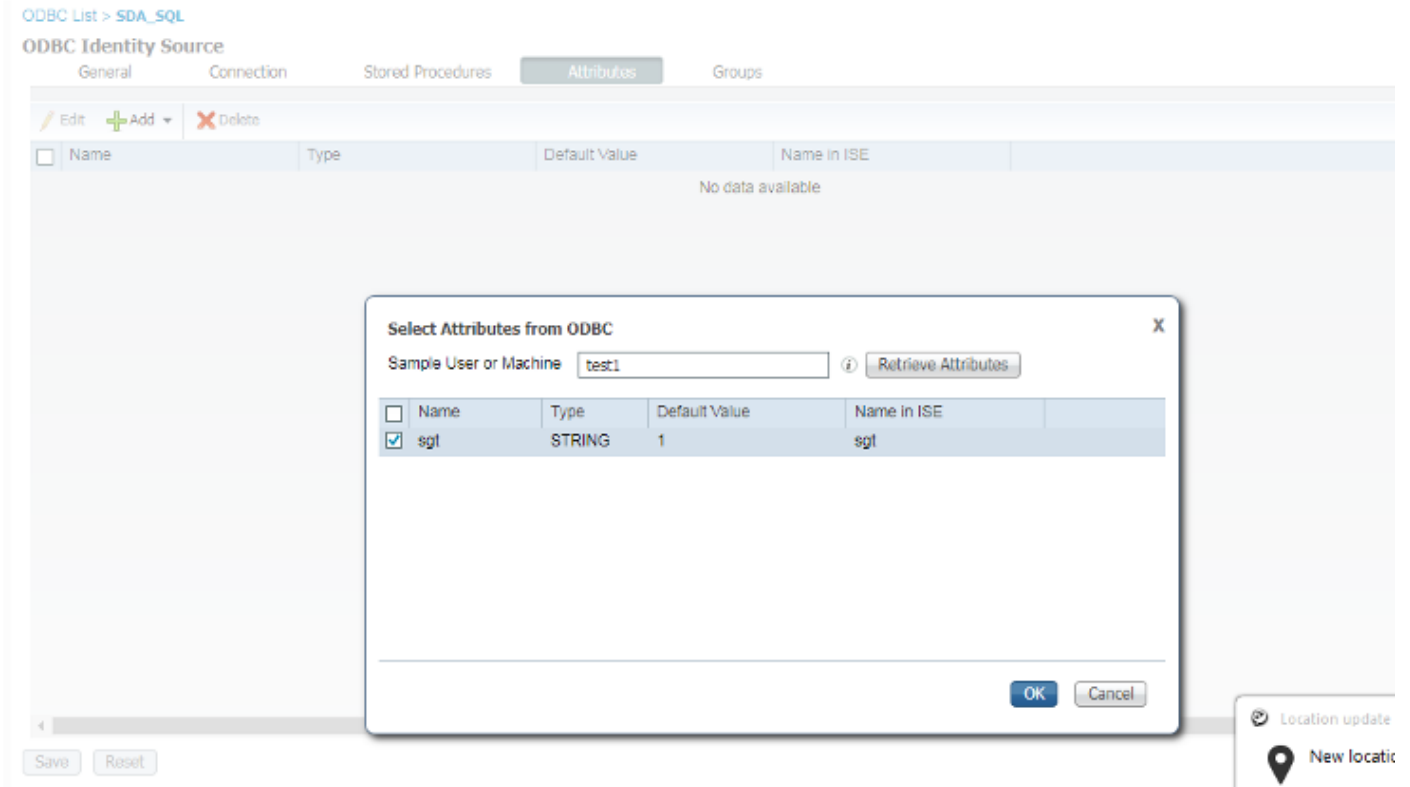 ODBC List > SDA_SQL
ODBC Identity Source
General Connection Stored Procedures Attributes Groups
Edit Add Delete
Name Type Default Value Name in ISE
No data available
Select Attributes from ODBC X
Sample User or Machine test1 i Retrieve Attributes
Name Type Default Value Name in ISE
sgt STRING 1 sgt
OK Cancel
Location update
New locatio
Save Reset